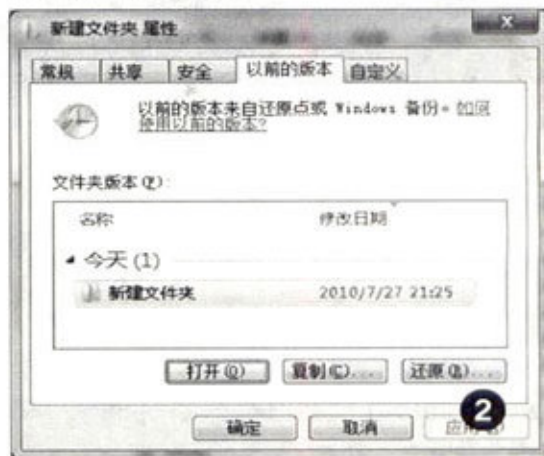 新建文件夹 属性
常规 共享 安全 以前的版本 自定义
以前的版本来自还原点或 Windows 备份。如何
使用以前的版本?
文件夹版本(P):
名称 修改日期
今天 (1)
新建文件夹 2010/7/27 21:25
打开(O) 复制(C)... 还原(R)...
确定 取消
2